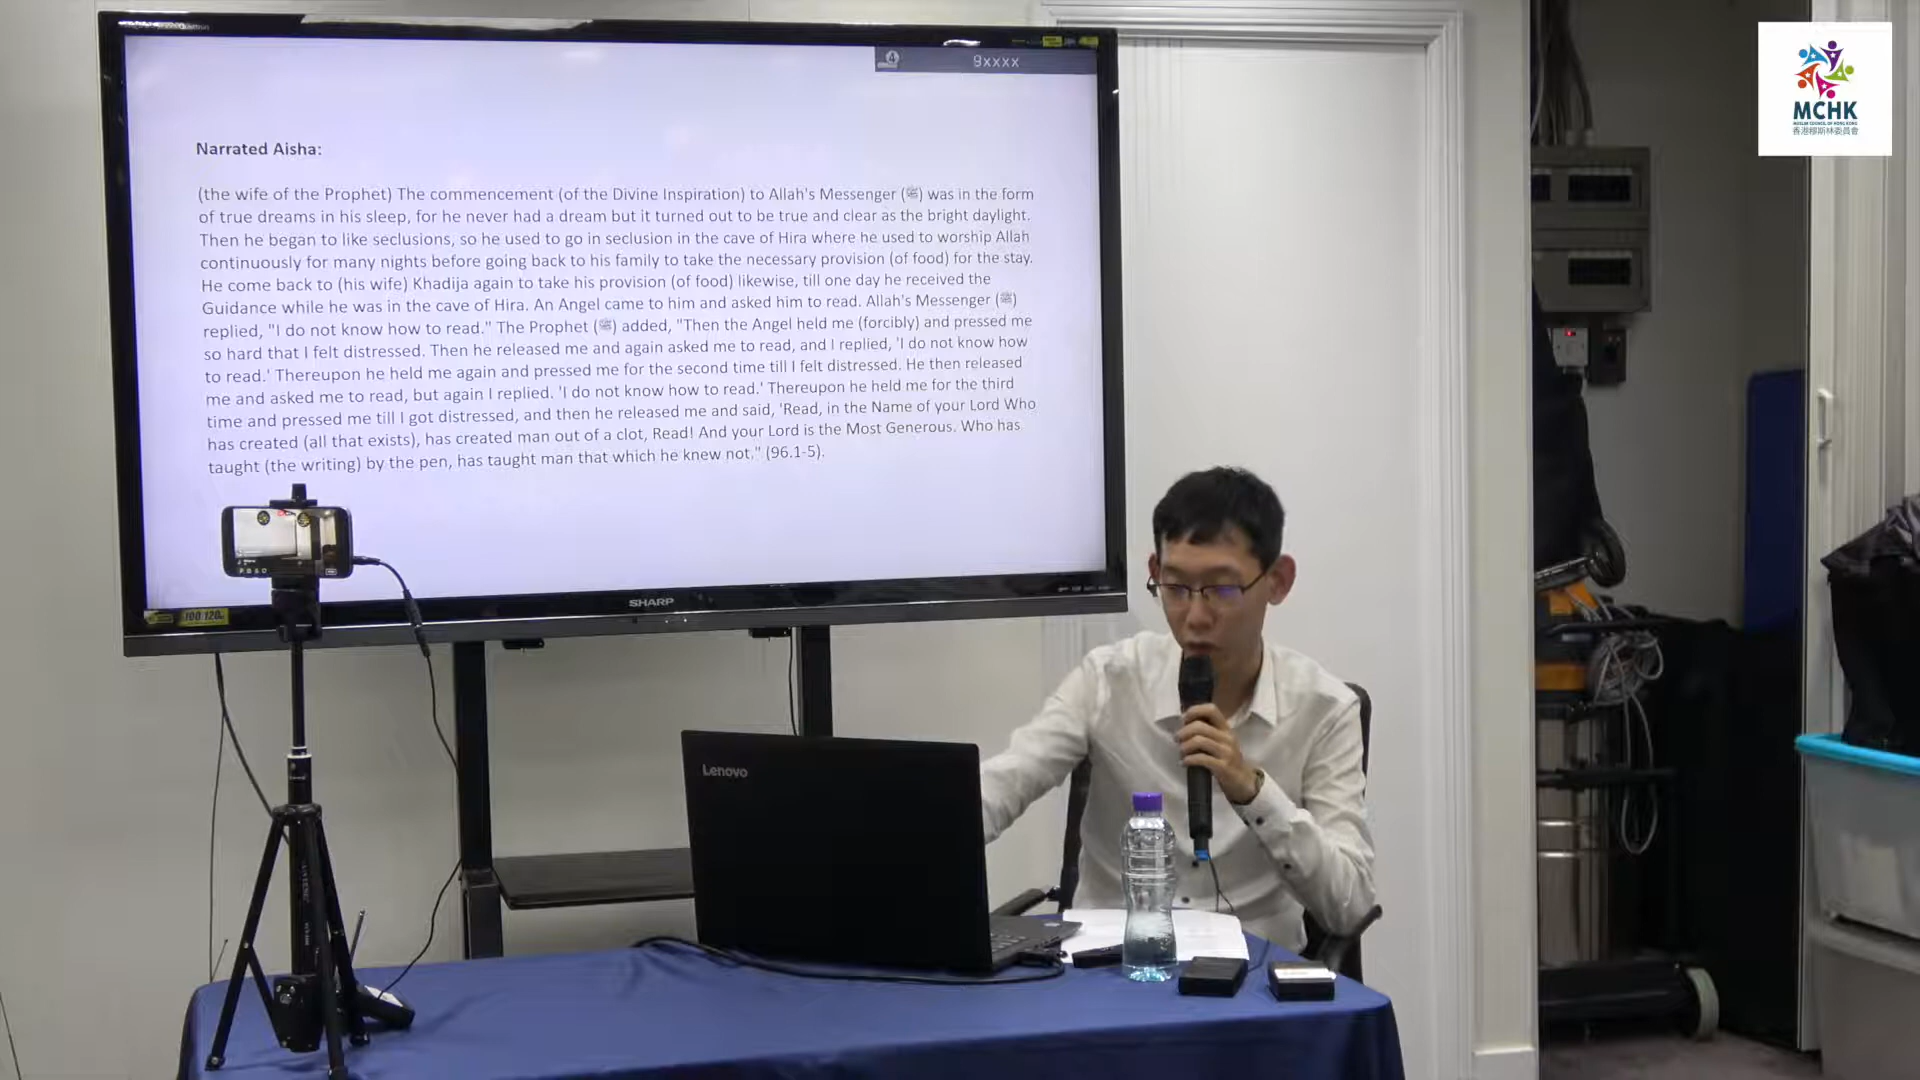 4
9xxxx
Narrated Aisha:
(the wife of the Prophet) The commencement (of the Divine Inspiration) to Allah's Messenger (ﷺ) was in the form
of true dreams in his sleep, for he never had a dream but it turned out to be true and clear as the bright daylight.
Then he began to like seclusions, so he used to go in seclusion in the cave of Hira where he used to worship Allah
continuously for many nights before going back to his family to take the necessary provision (of food) for the stay.
He come back to (his wife) Khadija again to take his provision (of food) likewise, till one day he received the
Guidance while he was in the cave of Hira. An Angel came to him and asked him to read. Allah's Messenger (ﷺ)
replied, "I do not know how to read." The Prophet (ﷺ) added, "Then the Angel held me (forcibly) and pressed me
so hard that I felt distressed. Then he released me and again asked me to read, and I replied, 'I do not know how
to read.' Thereupon he held me again and pressed me for the second time till I felt distressed. He then released
me and asked me to read, but again I replied. 'I do not know how to read.' Thereupon he held me for the third
time and pressed me till I got distressed, and then he released me and said, 'Read, in the Name of your Lord Who
has created (all that exists), has created man out of a clot, Read! And your Lord is the Most Generous. Who has
taught (the writing) by the pen, has taught man that which he knew not." (96.1-5).
SHARP
Lenovo
MCHK
MUSLIM COUNCIL OF HONG KONG
香港穆斯林委員會